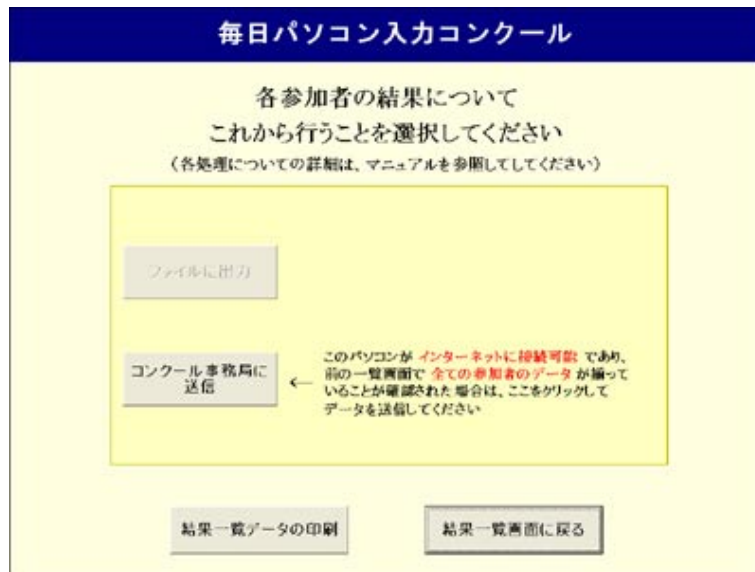 毎日パソコン入力コンクール
各参加者の結果について
これから行うことを選択してください
（各処理についての詳細は、マニュアルを参照してしてください）
ファイルに出力
コンクール事務局に
送信
←
このパソコンが インターネットに接続可能 であり、
前の一覧画面で 全ての参加者のデータ が揃って
いることが確認された場合は、ここをクリックして
データを送信してください
結果一覧データの印刷
結果一覧画面に戻る